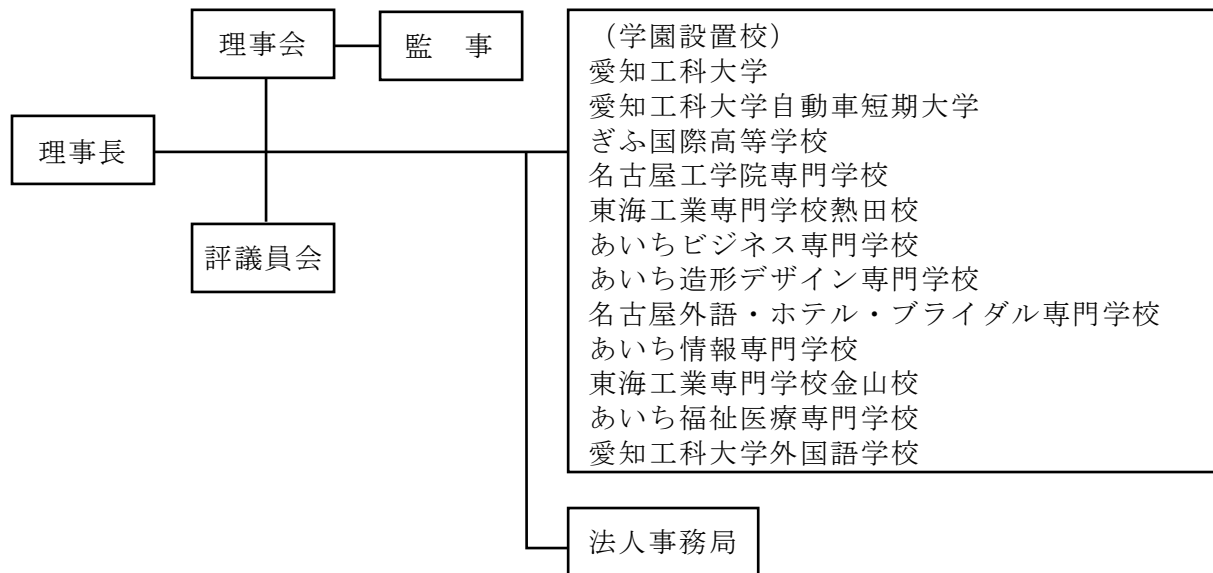 理事会
監　事
理事長
評議員会
（学園設置校）
愛知工科大学
愛知工科大学自動車短期大学
ぎふ国際高等学校
名古屋工学院専門学校
東海工業専門学校熱田校
あいちビジネス専門学校
あいち造形デザイン専門学校
名古屋外語・ホテル・ブライダル専門学校
あいち情報専門学校
東海工業専門学校金山校
あいち福祉医療専門学校
愛知工科大学外国語学校
法人事務局